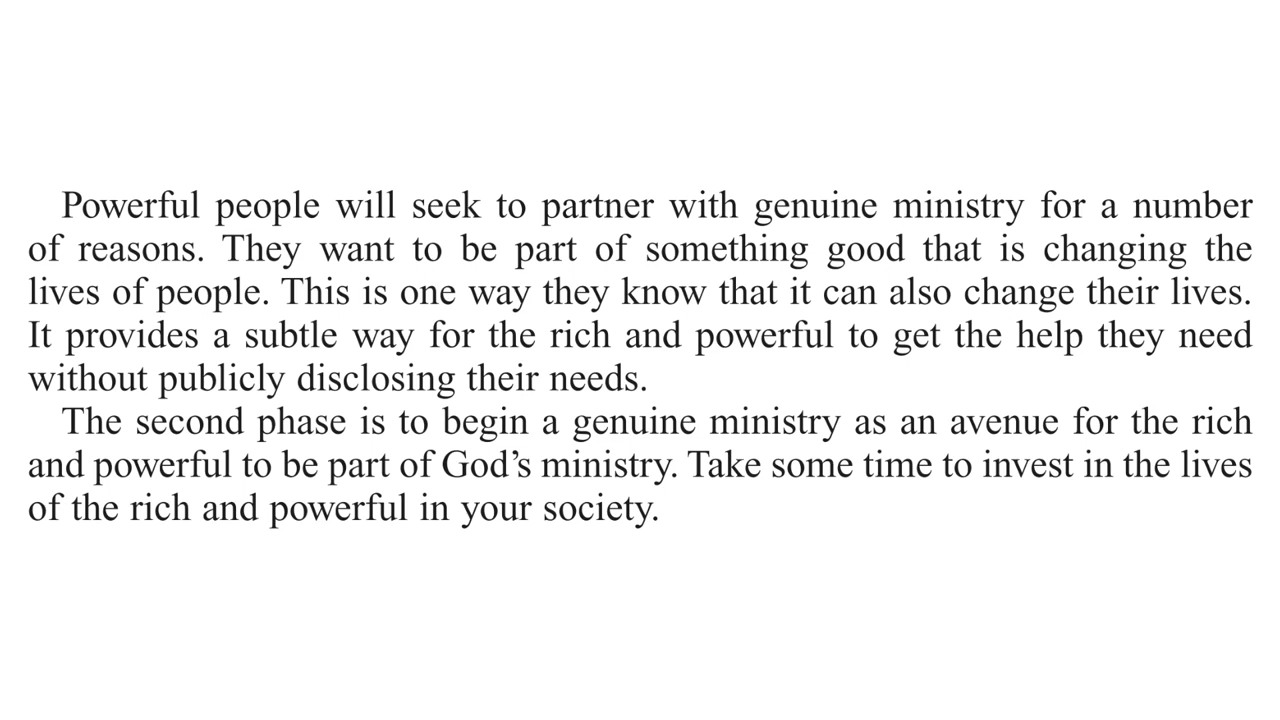 Powerful people will seek to partner with genuine ministry for a number
of reasons. They want to be part of something good that is changing the
lives of people. This is one way they know that it can also change their lives.
It provides a subtle way for the rich and powerful to get the help they need
without publicly disclosing their needs.
The second phase is to begin a genuine ministry as an avenue for the rich
and powerful to be part of God’s ministry. Take some time to invest in the lives
of the rich and powerful in your society.